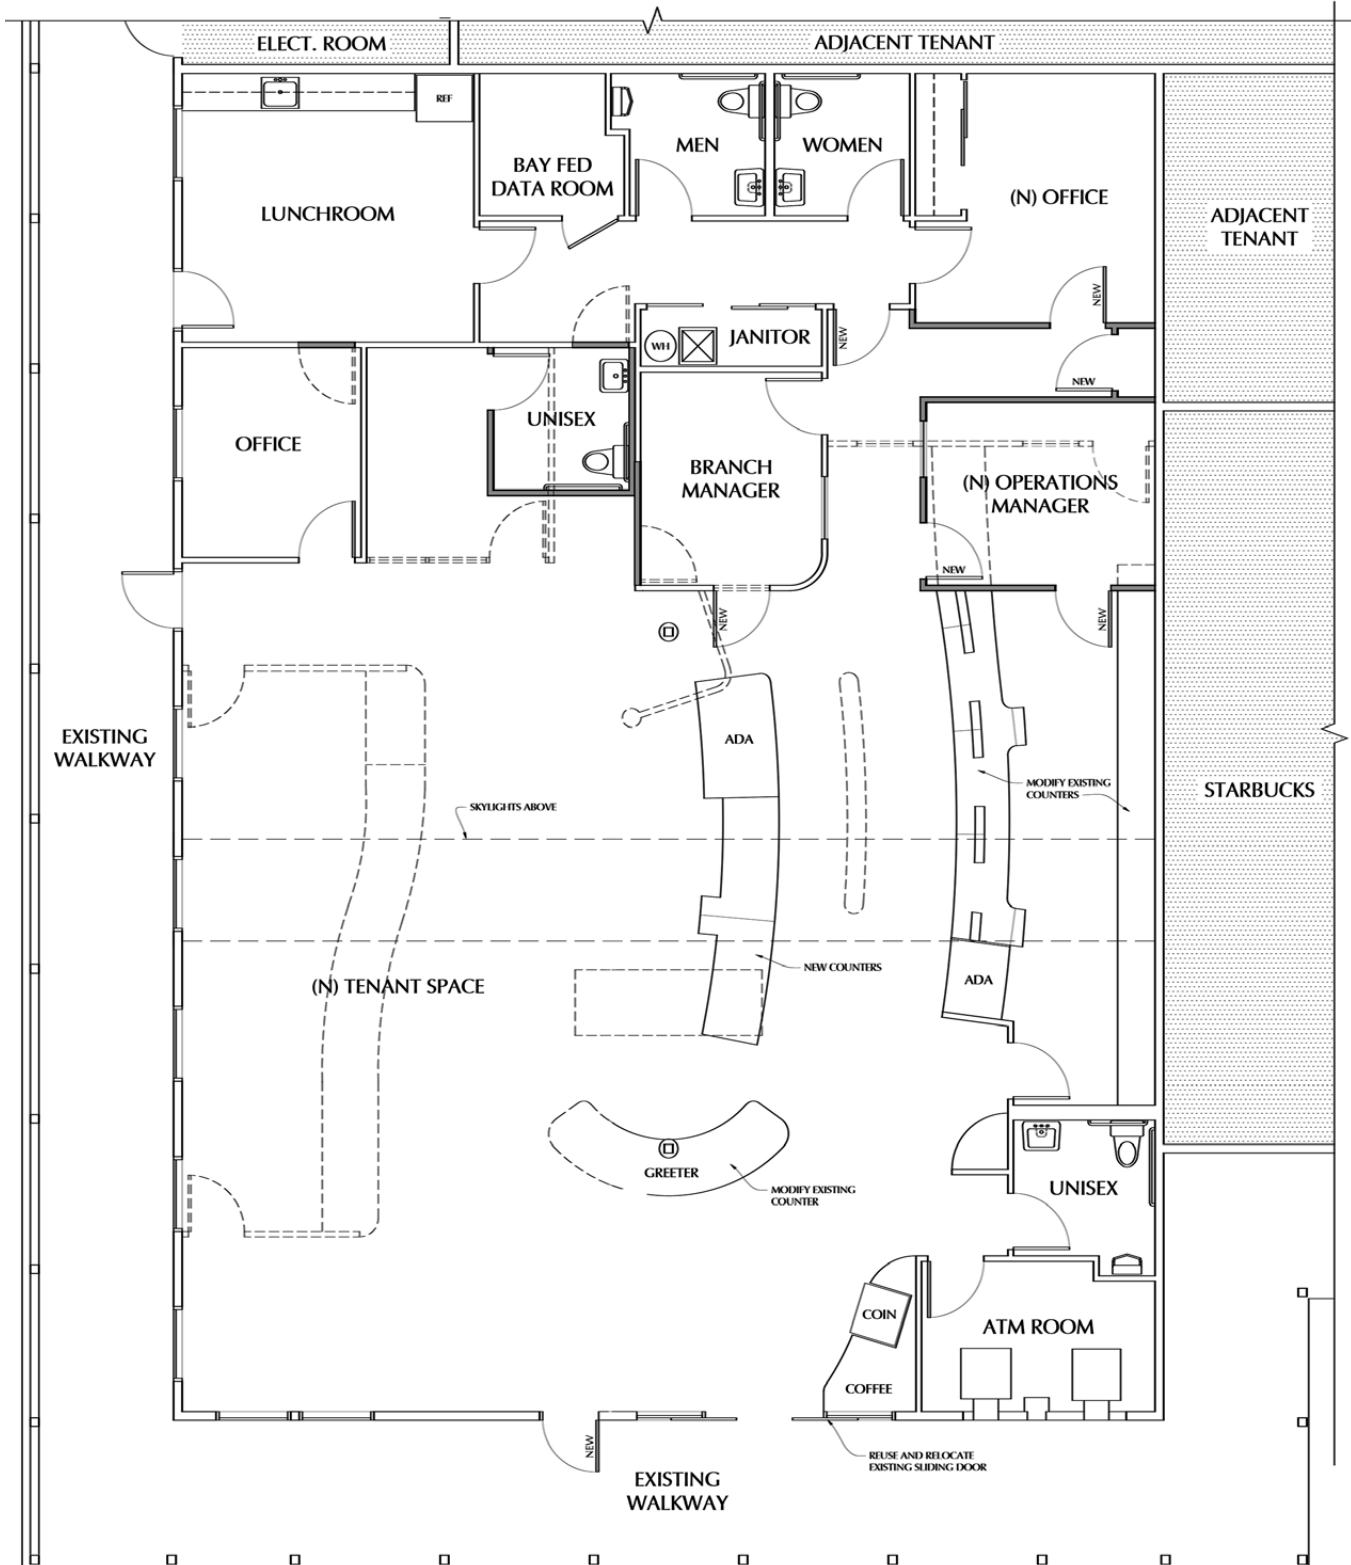 ELECT. ROOM
ADJACENT TENANT
REF
MEN
WOMEN
BAY FED
DATA ROOM
(N) OFFICE
LUNCHROOM
ADJACENT
TENANT
NEW
WH
JANITOR
NEW
NEW
UNISEX
OFFICE
BRANCH
MANAGER
(N) OPERATIONS
MANAGER
NEW
NEW
NEW
EXISTING
WALKWAY
ADA
MODIFY EXISTING
COUNTERS
STARBUCKS
SKYLIGHTS ABOVE
NEW COUNTERS
ADA
(N) TENANT SPACE
GREETER
MODIFY EXISTING
COUNTER
UNISEX
COIN
ATM ROOM
COFFEE
NEW
REUSE AND RELOCATE
EXISTING SLIDING DOOR
EXISTING
WALKWAY